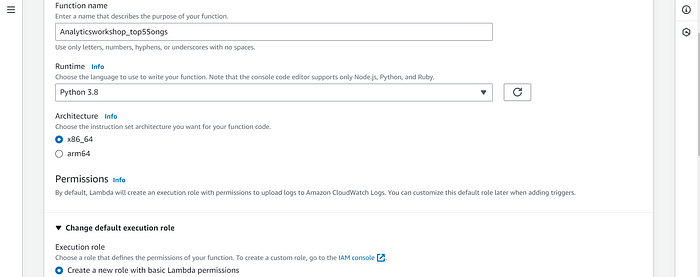 Function name
Enter a name that describes the purpose of your function.
Analyticsworkshop_top5Songs
Use only letters, numbers, hyphens, or underscores with no spaces.
Runtime Info
Choose the language to use to write your function. Note that the console code editor supports only Node.js, Python, and Ruby.
Python 3.8
Architecture Info
Choose the instruction set architecture you want for your function code.
x86_64
arm64
Permissions Info
By default, Lambda will create an execution role with permissions to upload logs to Amazon CloudWatch Logs. You can customize this default role later when adding triggers.
Change default execution role
Execution role
Choose a role that defines the permissions of your function. To create a custom role, go to the IAM console.
Create a new role with basic Lambda permissions